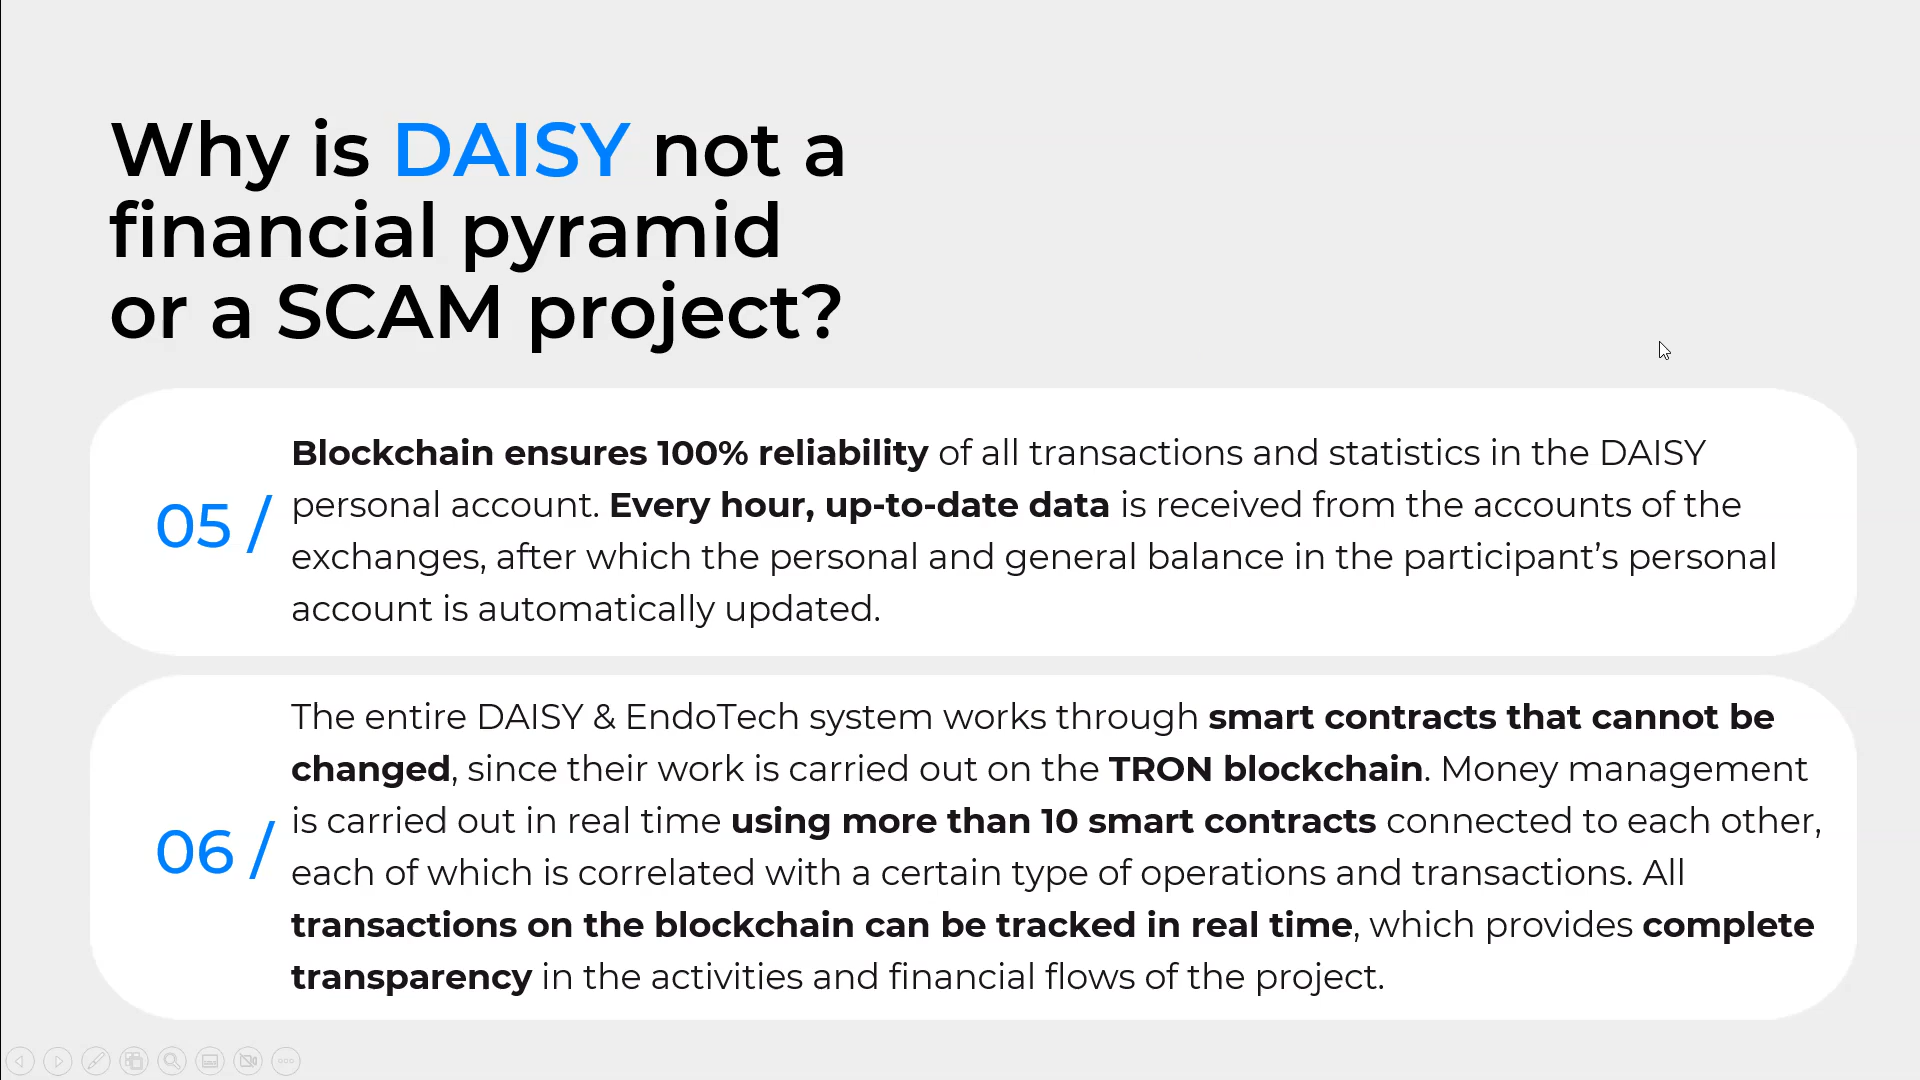 Why is DAISY not a
financial pyramid
or a SCAM project?
05 /
Blockchain ensures 100% reliability of all transactions and statistics in the DAISY
personal account. Every hour, up-to-date data is received from the accounts of the
exchanges, after which the personal and general balance in the participant’s personal
account is automatically updated.
06 /
The entire DAISY & EndoTech system works through smart contracts that cannot be
changed, since their work is carried out on the TRON blockchain. Money management
is carried out in real time using more than 10 smart contracts connected to each other,
each of which is correlated with a certain type of operations and transactions. All
transactions on the blockchain can be tracked in real time, which provides complete
transparency in the activities and financial flows of the project.